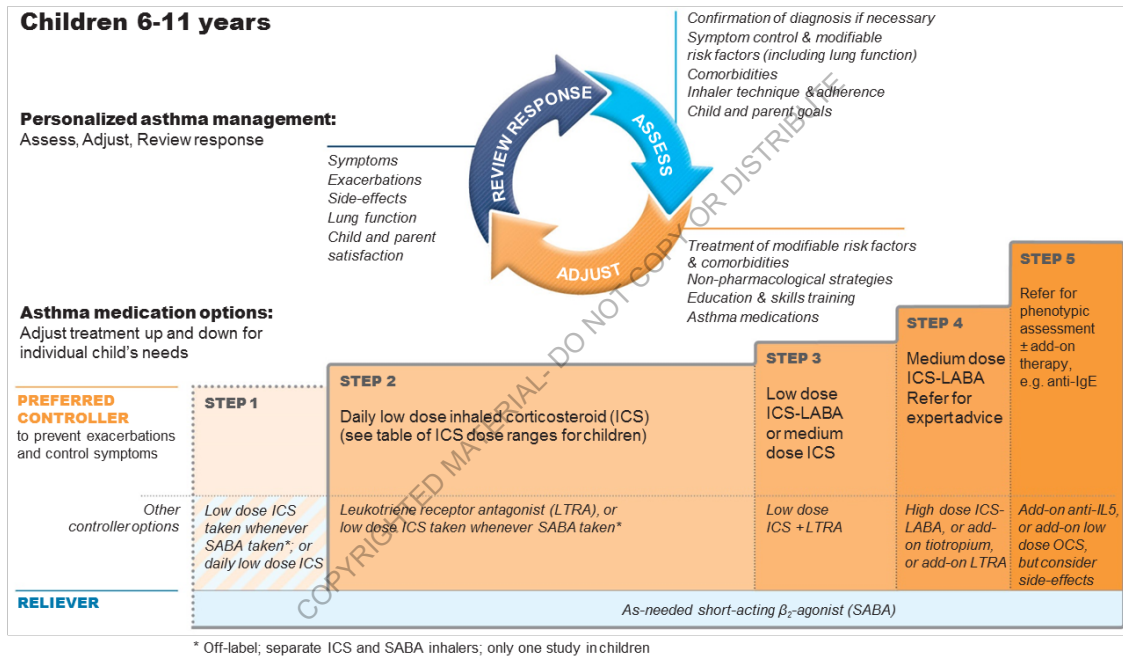 Children 6-11 years
Confirmation of diagnosis if necessary
Symptom control & modifiable
risk factors (including lung function)
Comorbidities
Inhaler technique & adherence
Child and parent goals
Personalized asthma management:
Assess, Adjust, Review response
REVIEW RESPONSE
ASSESS
ADJUST
Symptoms
Exacerbations
Side-effects
Lung function
Child and parent
satisfaction
Treatment of modifiable risk factors
& comorbidities
Non-pharmacological strategies
Education & skills training
Asthma medications
Asthma medication options:
Adjust treatment up and down for
individual child's needs
PREFERRED
CONTROLLER
to prevent exacerbations
and control symptoms
STEP 1
STEP 2
Daily low dose inhaled corticosteroid (ICS)
(see table of ICS dose ranges for children)
STEP 3
Low dose
ICS-LABA
or medium
dose ICS
STEP 4
Medium dose
ICS-LABA
Refer for
expert advice
STEP 5
Refer for
phenotypic
assessment
± add-on
therapy,
e.g. anti-IgE
Other
controller options
Low dose ICS
taken whenever
SABA taken*; or
daily low dose ICS
Leukotriene receptor antagonist (LTRA), or
low dose ICS taken whenever SABA taken*
Low dose
ICS + LTRA
High dose ICS-
LABA, or add-
on tiotropium,
or add-on LTRA
Add-on anti-IL5,
or add-on low
dose OCS,
but consider
side-effects
RELIEVER
As-needed short-acting β₂-agonist (SABA)
* Off-label; separate ICS and SABA inhalers; only one study in children
COPYRIGHTED MATERIAL- DO NOT COPY OR DISTRIBUTE